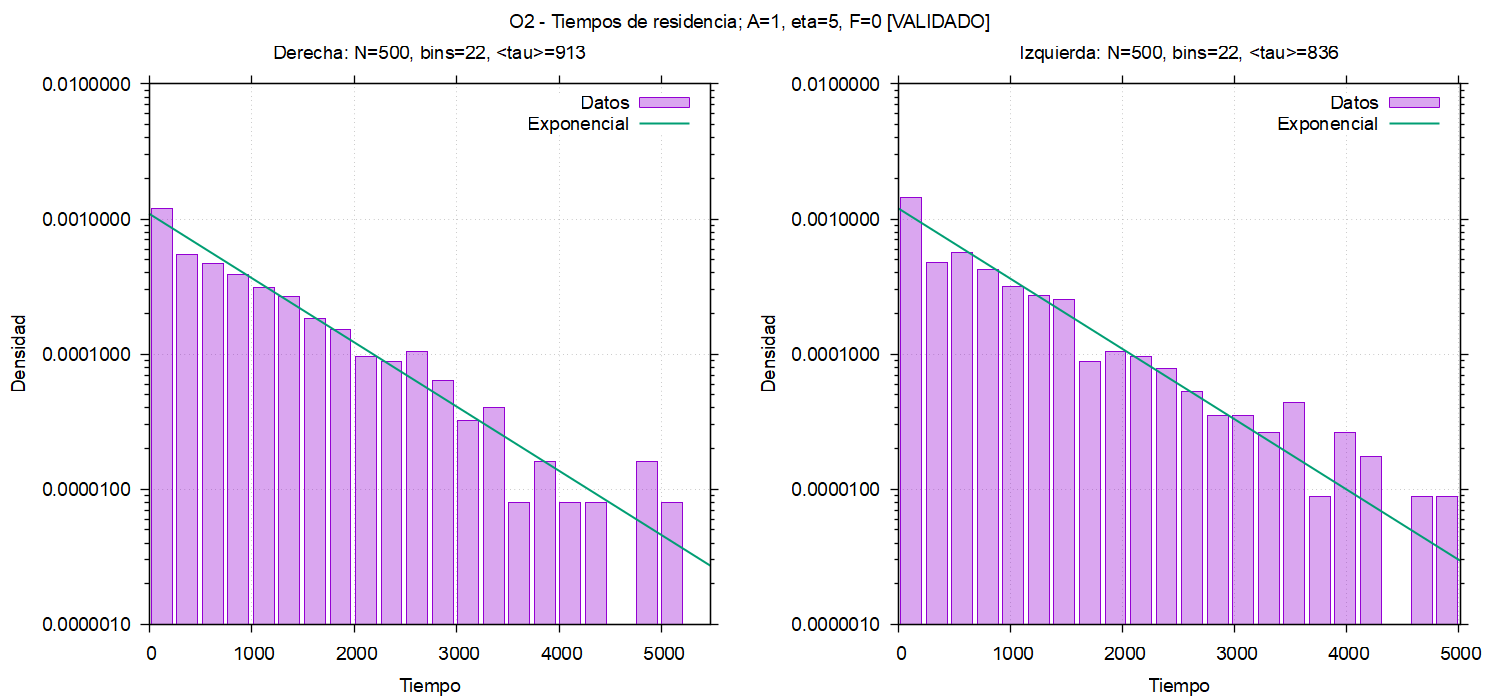 O2 - Tiempos de residencia; A=1, eta=5, F=0 [VALIDADO]
Derecha: N=500, bins=22, <tau>=913
0.0100000
0.0010000
0.0001000
0.0000100
0.0000010
Densidad
Datos
Exponencial
0 1000 2000 3000 4000 5000
Tiempo
Izquierda: N=500, bins=22, <tau>=836
0.0100000
0.0010000
0.0001000
0.0000100
0.0000010
Densidad
Datos
Exponencial
0 1000 2000 3000 4000 5000
Tiempo